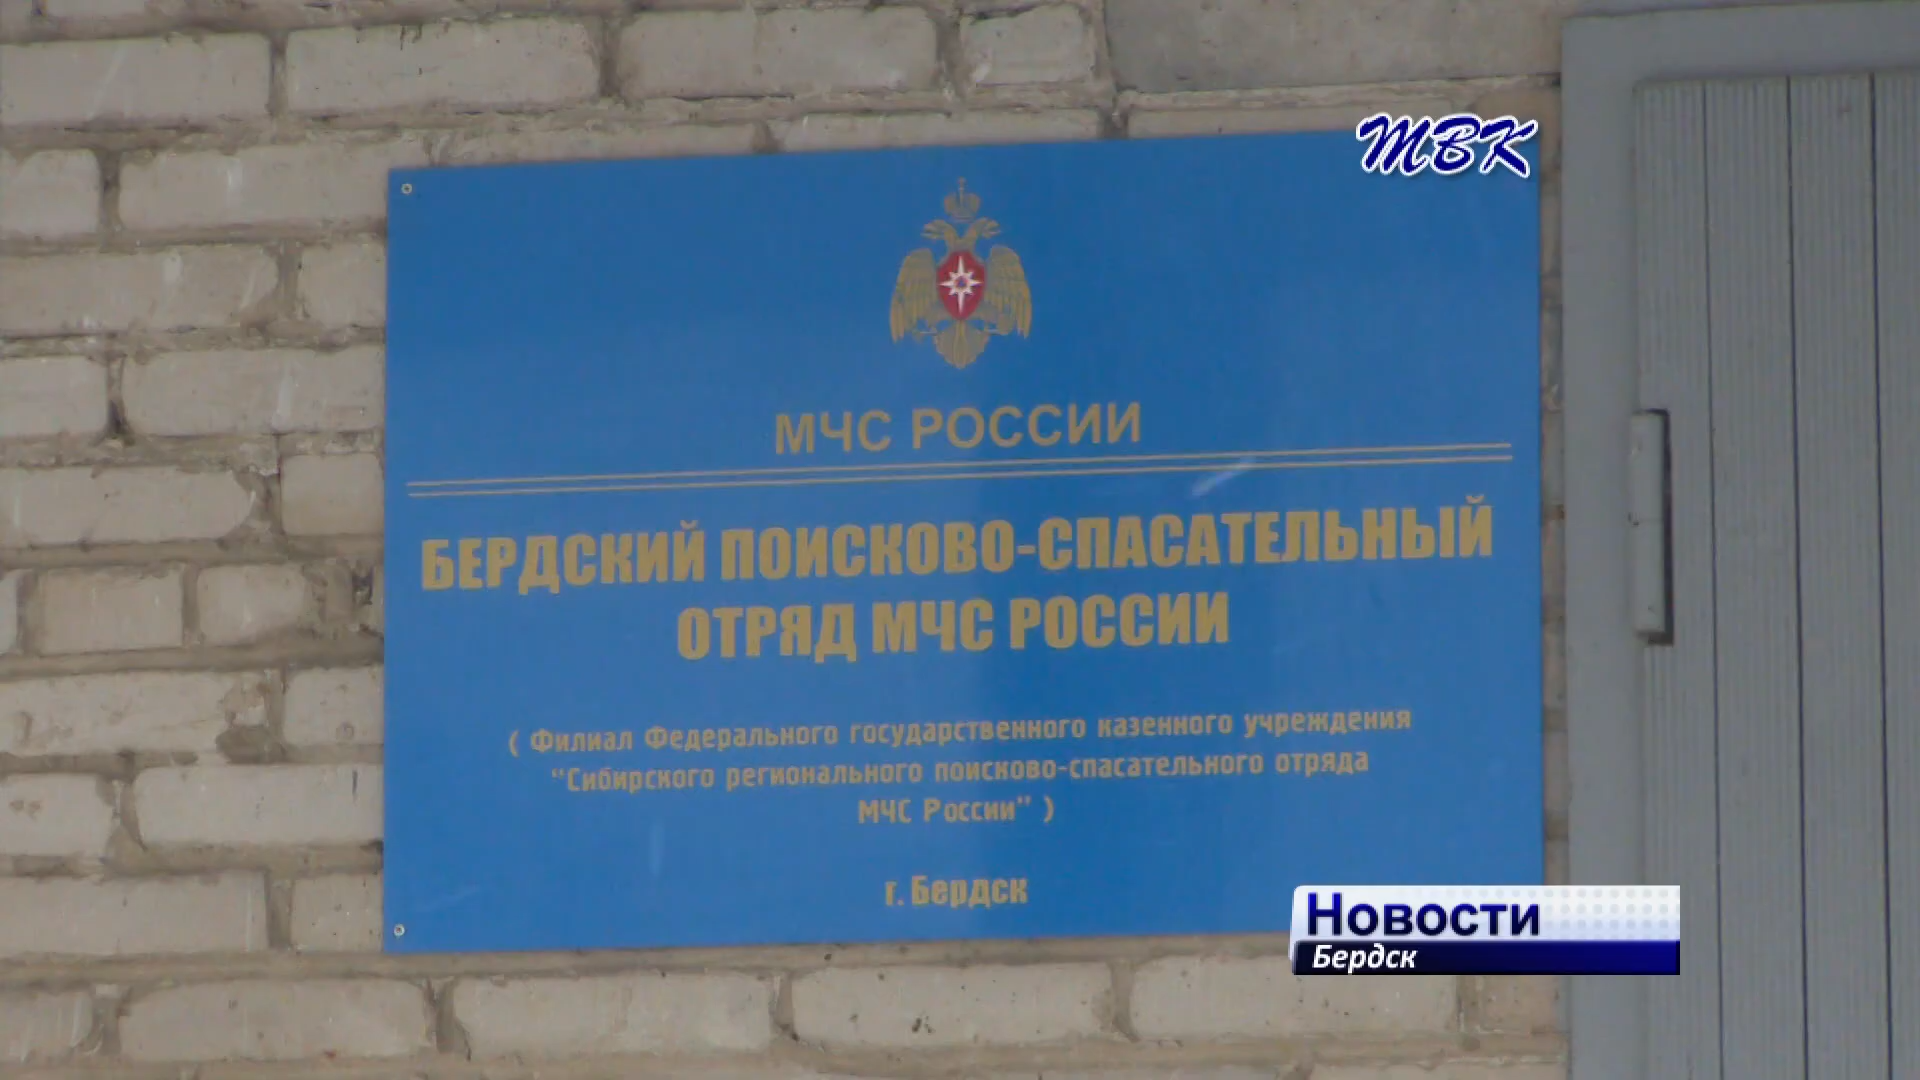 ТВК
МЧС РОССИИ
БЕРДСКИЙ ПОИСКОВО-СПАСАТЕЛЬНЫЙ
ОТРЯД МЧС РОССИИ
( Филиал Федерального государственного казенного учреждения
"Сибирского регионального поисково-спасательного отряда
МЧС России" )
г. Бердск
Новости
Бердск